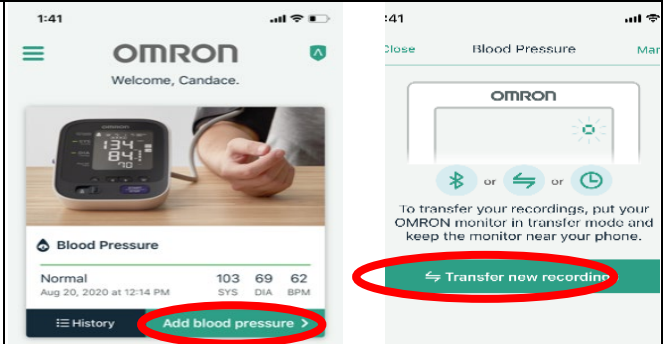 1:41
OMRON
Welcome, Candace.
OMRON
134
84
70
Blood Pressure
Normal 103 69 62
Aug 20, 2020 at 12:14 PM SYS DIA BPM
History Add blood pressure >
:41
Close Blood Pressure Mar
OMRON
or or
To transfer your recordings, put your
OMRON monitor in transfer mode and
keep the monitor near your phone.
Transfer new recording